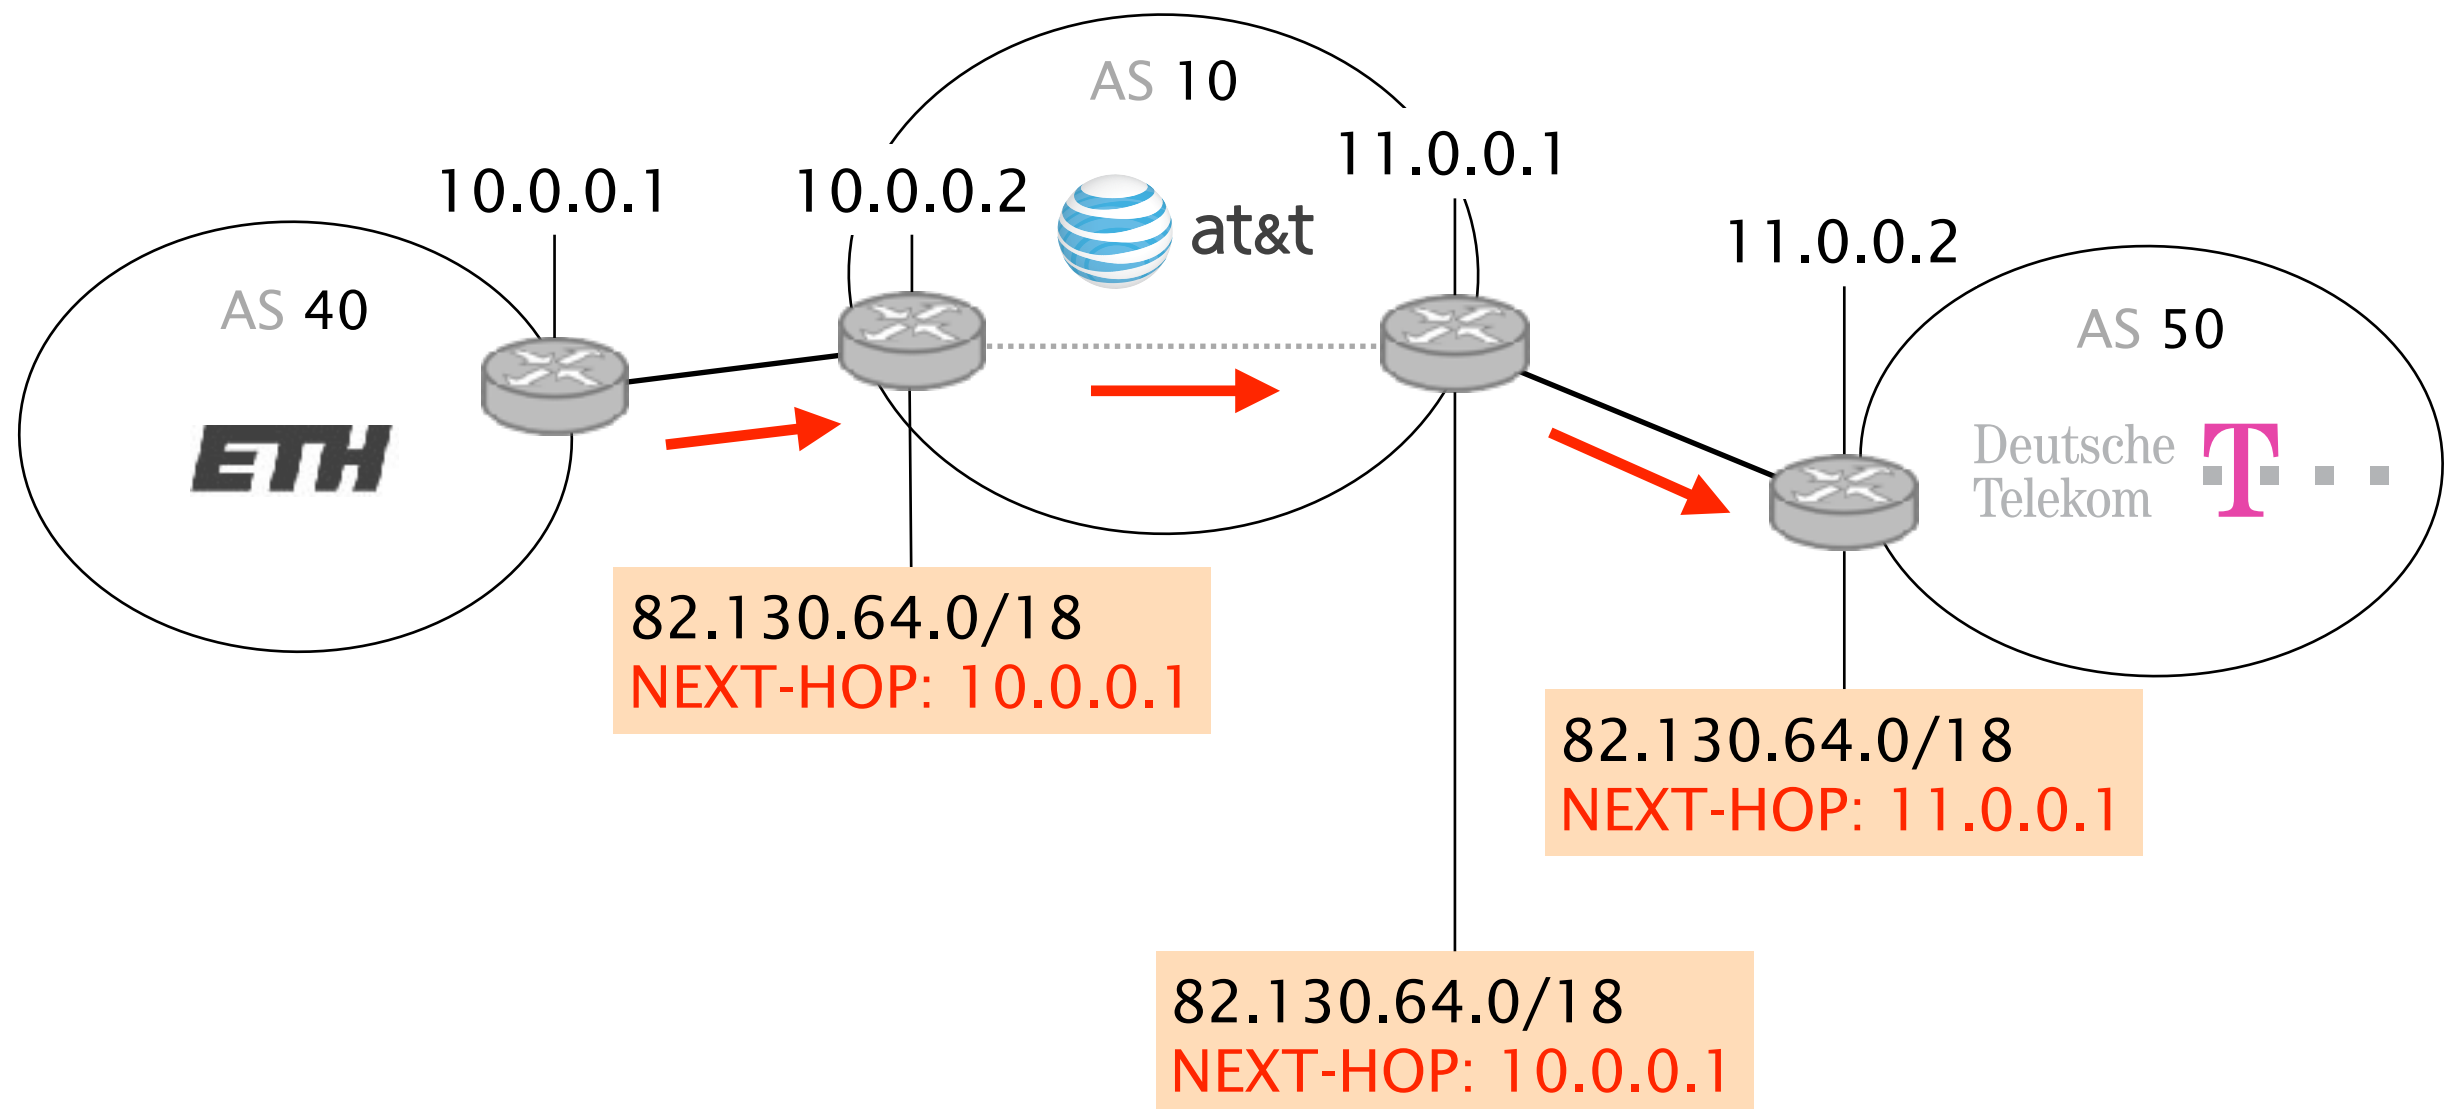 AS 10
11.0.0.1
10.0.0.1
10.0.0.2
at&t
11.0.0.2
AS 40
AS 50
ETH
Deutsche
Telekom
T
82.130.64.0/18
NEXT-HOP: 10.0.0.1
82.130.64.0/18
NEXT-HOP: 11.0.0.1
82.130.64.0/18
NEXT-HOP: 10.0.0.1